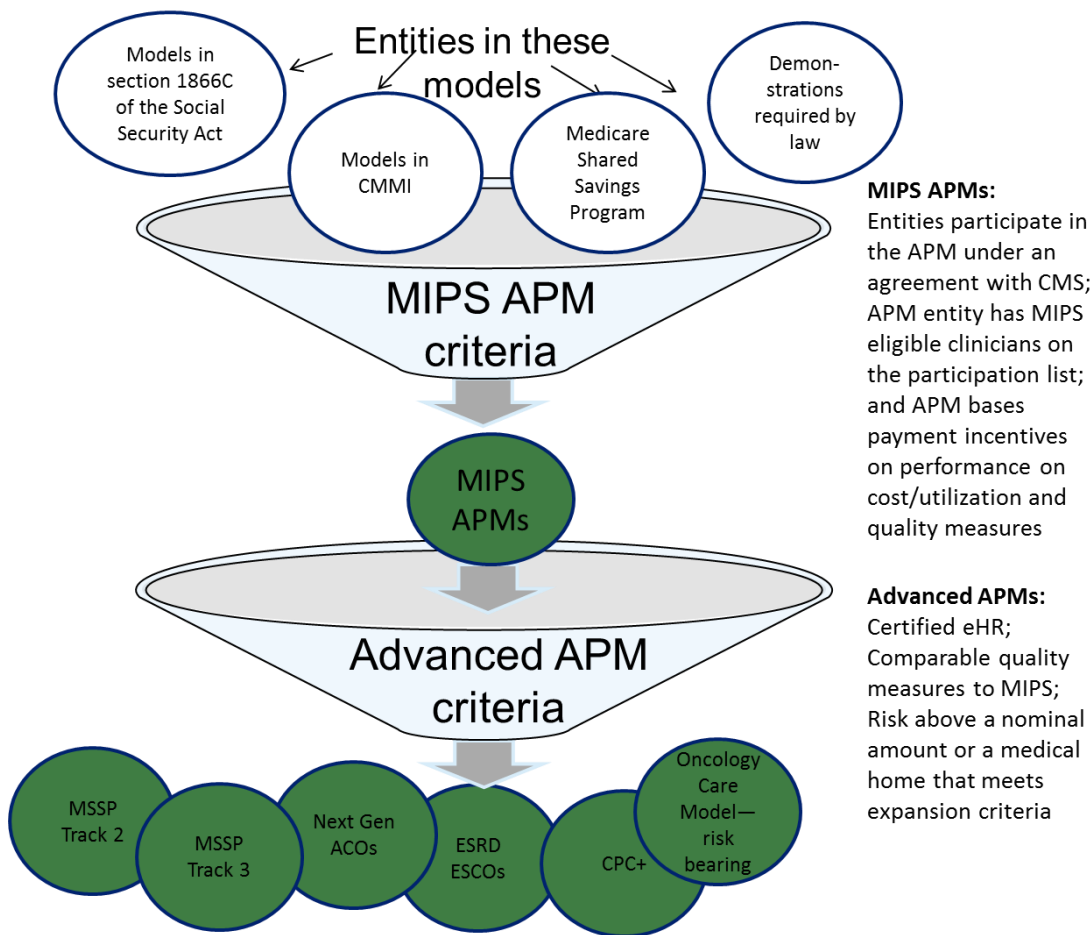 Entities in these
models
Models in
section 1866C
of the Social
Security Act
Models in
CMMI
Medicare
Shared
Savings
Program
Demon-
strations
required by
law
MIPS APM
criteria
MIPS
APMs
Advanced APM
criteria
MSSP
Track 2
MSSP
Track 3
Next Gen
ACOs
ESRD
ESCOs
CPC+
Oncology
Care
Model—
risk
bearing
MIPS APMs:
Entities participate in
the APM under an
agreement with CMS;
APM entity has MIPS
eligible clinicians on
the participation list;
and APM bases
payment incentives
on performance on
cost/utilization and
quality measures
Advanced APMs:
Certified eHR;
Comparable quality
measures to MIPS;
Risk above a nominal
amount or a medical
home that meets
expansion criteria